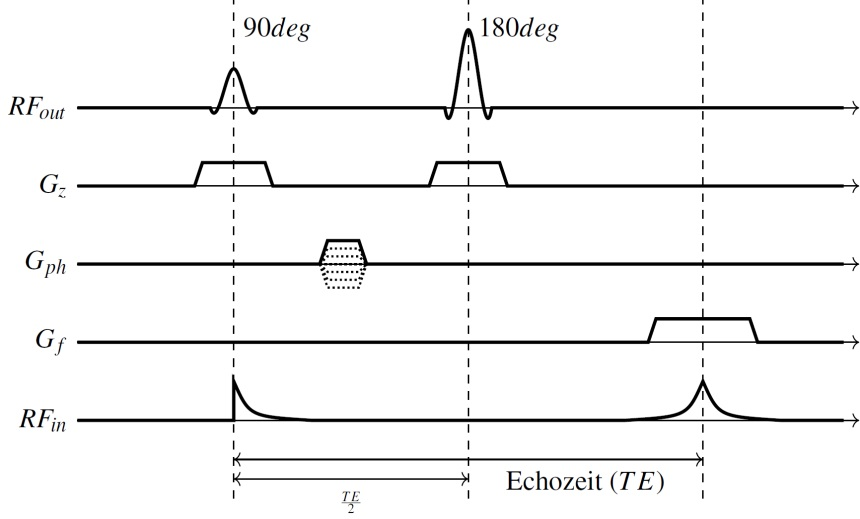 90deg
180deg
RF_out
G_z
G_ph
G_f
RF_in
Echozeit (TE)
TE/2